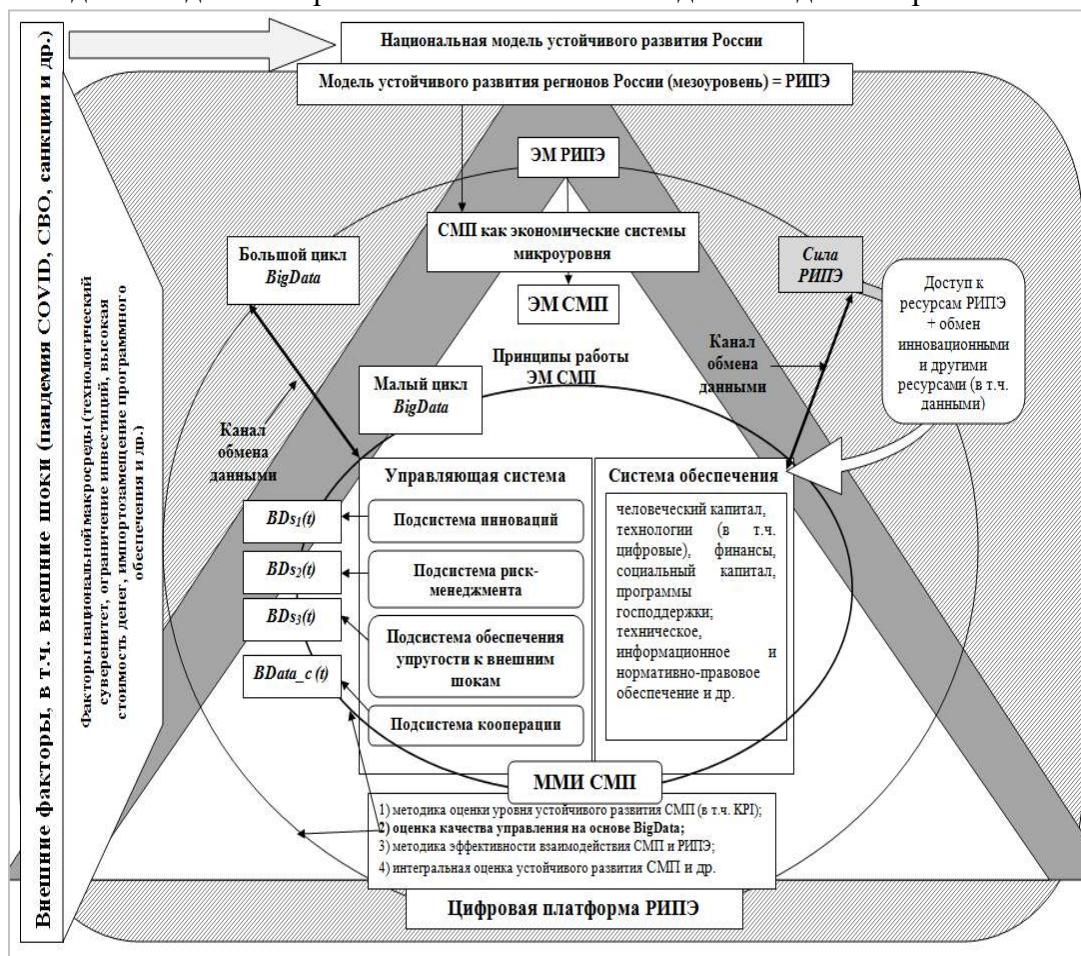 Национальная модель устойчивого развития России
Модель устойчивого развития регионов России (мезоуровень) = РИПЭ
ЭМ РИПЭ
СМП как экономические системы
микроуровня
ЭМ СМП
Большой цикл
BigData
Сила
РИПЭ
Доступ к
ресурсам РИПЭ
+ обмен
инновационными
и другими
ресурсами (в т.ч.
данными)
Канал
обмена
данными
Принципы работы
ЭМ СМП
Малый цикл
BigData
Канал
обмена
данными
Внешние факторы, в т.ч. внешние шоки (пандемия COVID, СВО, санкции и др.)
Факторы национальной макросреды (технологический
суверенитет, ограничение инвестиций, высокая
стоимость денег, импортозамещение программного
обеспечения и др.)
Управляющая система
Подсистема инноваций
Подсистема риск-
менеджмента
Подсистема обеспечения
упругости к внешним
шокам
Подсистема кооперации
BDs1(t)
BDs2(t)
BDs3(t)
BData_c (t)
Система обеспечения
человеческий капитал,
технологии (в т.ч.
цифровые), финансы,
социальный капитал,
программы
господдержки;
техническое,
информационное и
нормативно-правовое
обеспечение и др.
ММИ СМП
1) методика оценки уровня устойчивого развития СМП (в т.ч. KPI);
2) оценка качества управления на основе BigData;
3) методика эффективности взаимодействия СМП и РИПЭ;
4) интегральная оценка устойчивого развития СМП и др.
Цифровая платформа РИПЭ